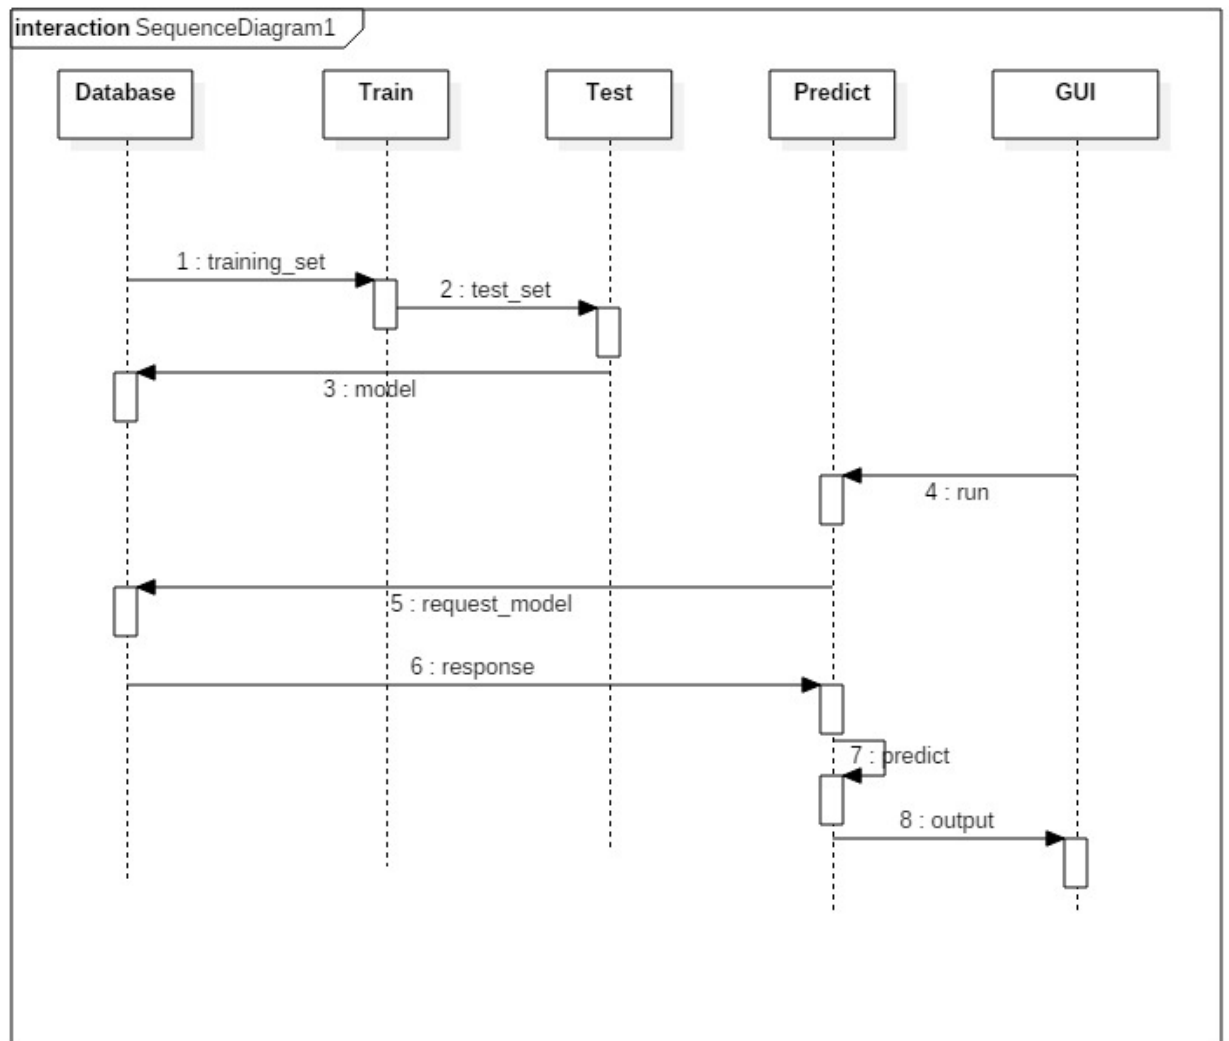 interaction SequenceDiagram1
Database
Train
Test
Predict
GUI
1 : training_set
2 : test_set
3 : model
4 : run
5 : request_model
6 : response
7 : predict
8 : output